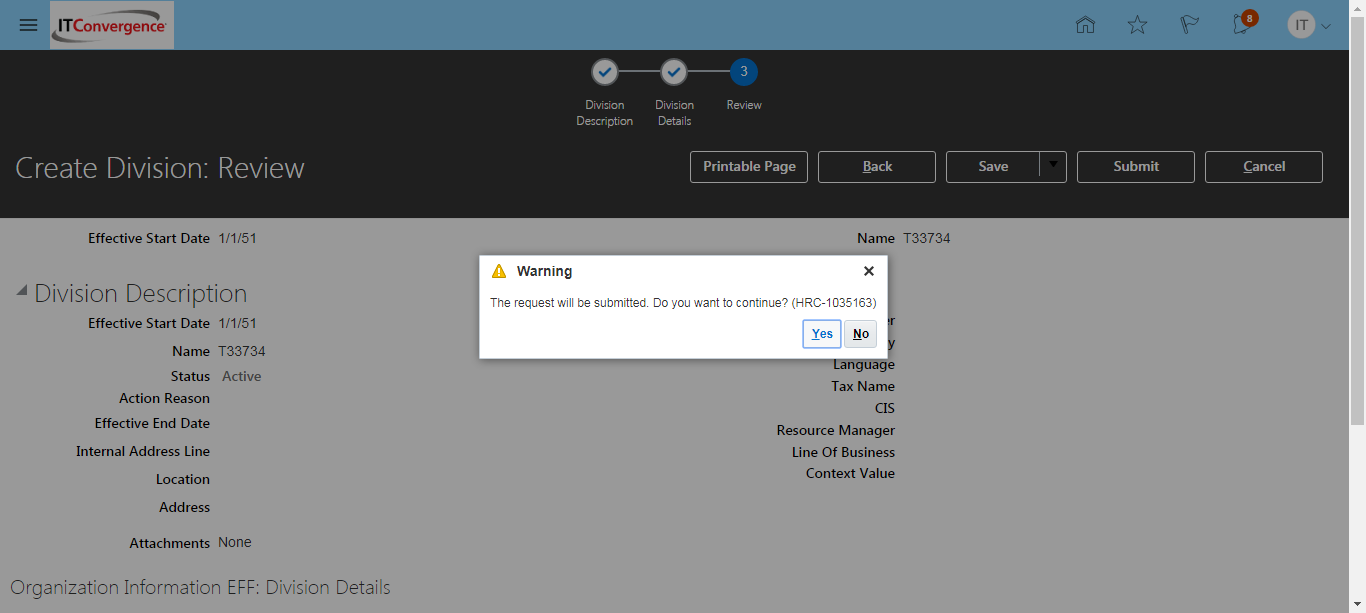 ITConvergence
8
IT
3
Division Description
Division Details
Review
Create Division: Review
Printable Page
Back
Save
Submit
Cancel
Effective Start Date 1/1/51
Name T33734
Warning
The request will be submitted. Do you want to continue? (HRC-1035163)
Yes
No
Division Description
Effective Start Date 1/1/51
Name T33734
Status Active
Action Reason
Effective End Date
Internal Address Line
Location
Address
Attachments None
Language
Tax Name
CIS
Resource Manager
Line Of Business
Context Value
Organization Information EFF: Division Details